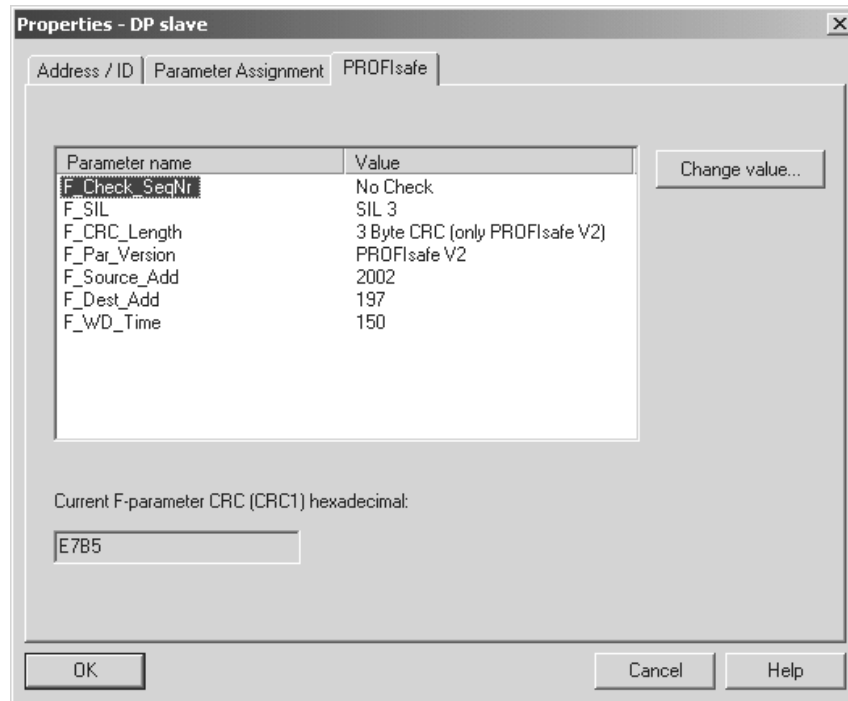 Properties - DP slave
Address / ID Parameter Assignment PROFIsafe
Parameter name Value
F_Check_SeqNr No Check
F_SIL SIL 3
F_CRC_Length 3 Byte CRC (only PROFIsafe V2)
F_Par_Version PROFIsafe V2
F_Source_Add 2002
F_Dest_Add 197
F_WD_Time 150
Change value...
Current F-parameter CRC (CRC1) hexadecimal:
E7B5
OK Cancel Help